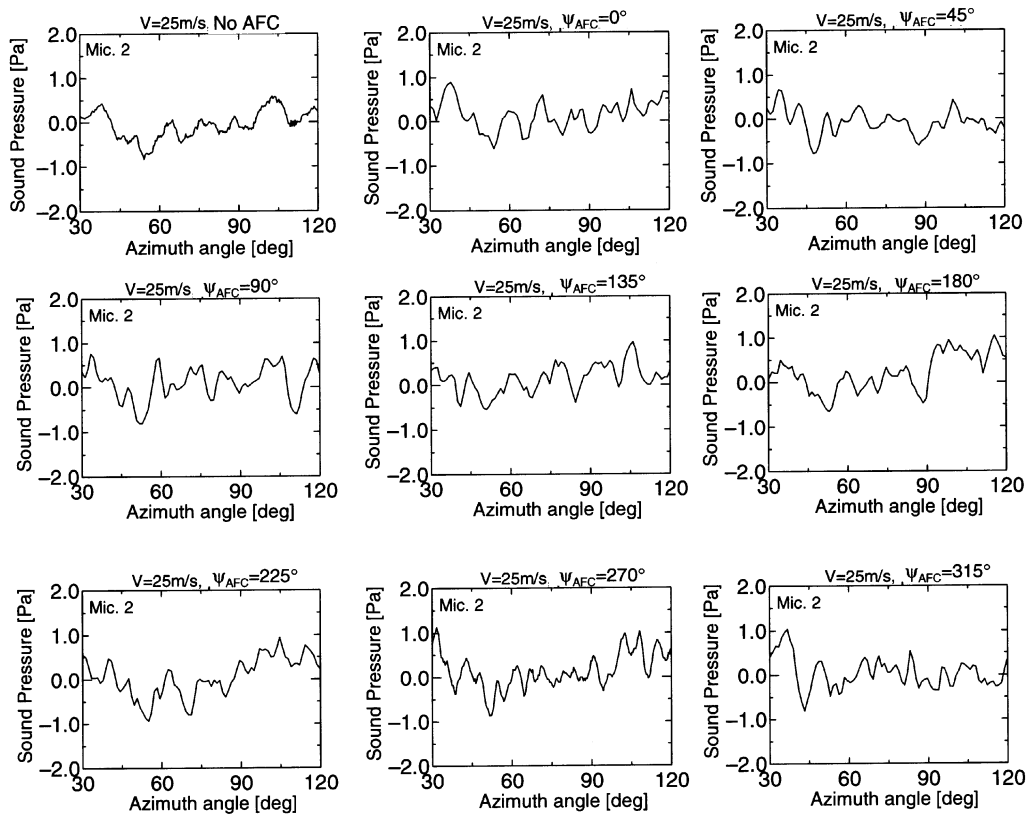 V=25m/s, No AFC
Mic. 2
Sound Pressure [Pa]
2.0
1.0
0.0
−1.0
−2.0
30 60 90 120
Azimuth angle [deg]
V=25m/s, ΨAFC=0°
Mic. 2
Sound Pressure [Pa]
2.0
1.0
0.0
−1.0
−2.0
30 60 90 120
Azimuth angle [deg]
V=25m/s, ΨAFC=45°
Mic. 2
Sound Pressure [Pa]
2.0
1.0
0.0
−1.0
−2.0
30 60 90 120
Azimuth angle [deg]
V=25m/s, ΨAFC=90°
Mic. 2
Sound Pressure [Pa]
2.0
1.0
0.0
−1.0
−2.0
30 60 90 120
Azimuth angle [deg]
V=25m/s, ΨAFC=135°
Mic. 2
Sound Pressure [Pa]
2.0
1.0
0.0
−1.0
−2.0
30 60 90 120
Azimuth angle [deg]
V=25m/s, ΨAFC=180°
Mic. 2
Sound Pressure [Pa]
2.0
1.0
0.0
−1.0
−2.0
30 60 90 120
Azimuth angle [deg]
V=25m/s, ΨAFC=225°
Mic. 2
Sound Pressure [Pa]
2.0
1.0
0.0
−1.0
−2.0
30 60 90 120
Azimuth angle [deg]
V=25m/s, ΨAFC=270°
Mic. 2
Sound Pressure [Pa]
2.0
1.0
0.0
−1.0
−2.0
30 60 90 120
Azimuth angle [deg]
V=25m/s, ΨAFC=315°
Mic. 2
Sound Pressure [Pa]
2.0
1.0
0.0
−1.0
−2.0
30 60 90 120
Azimuth angle [deg]